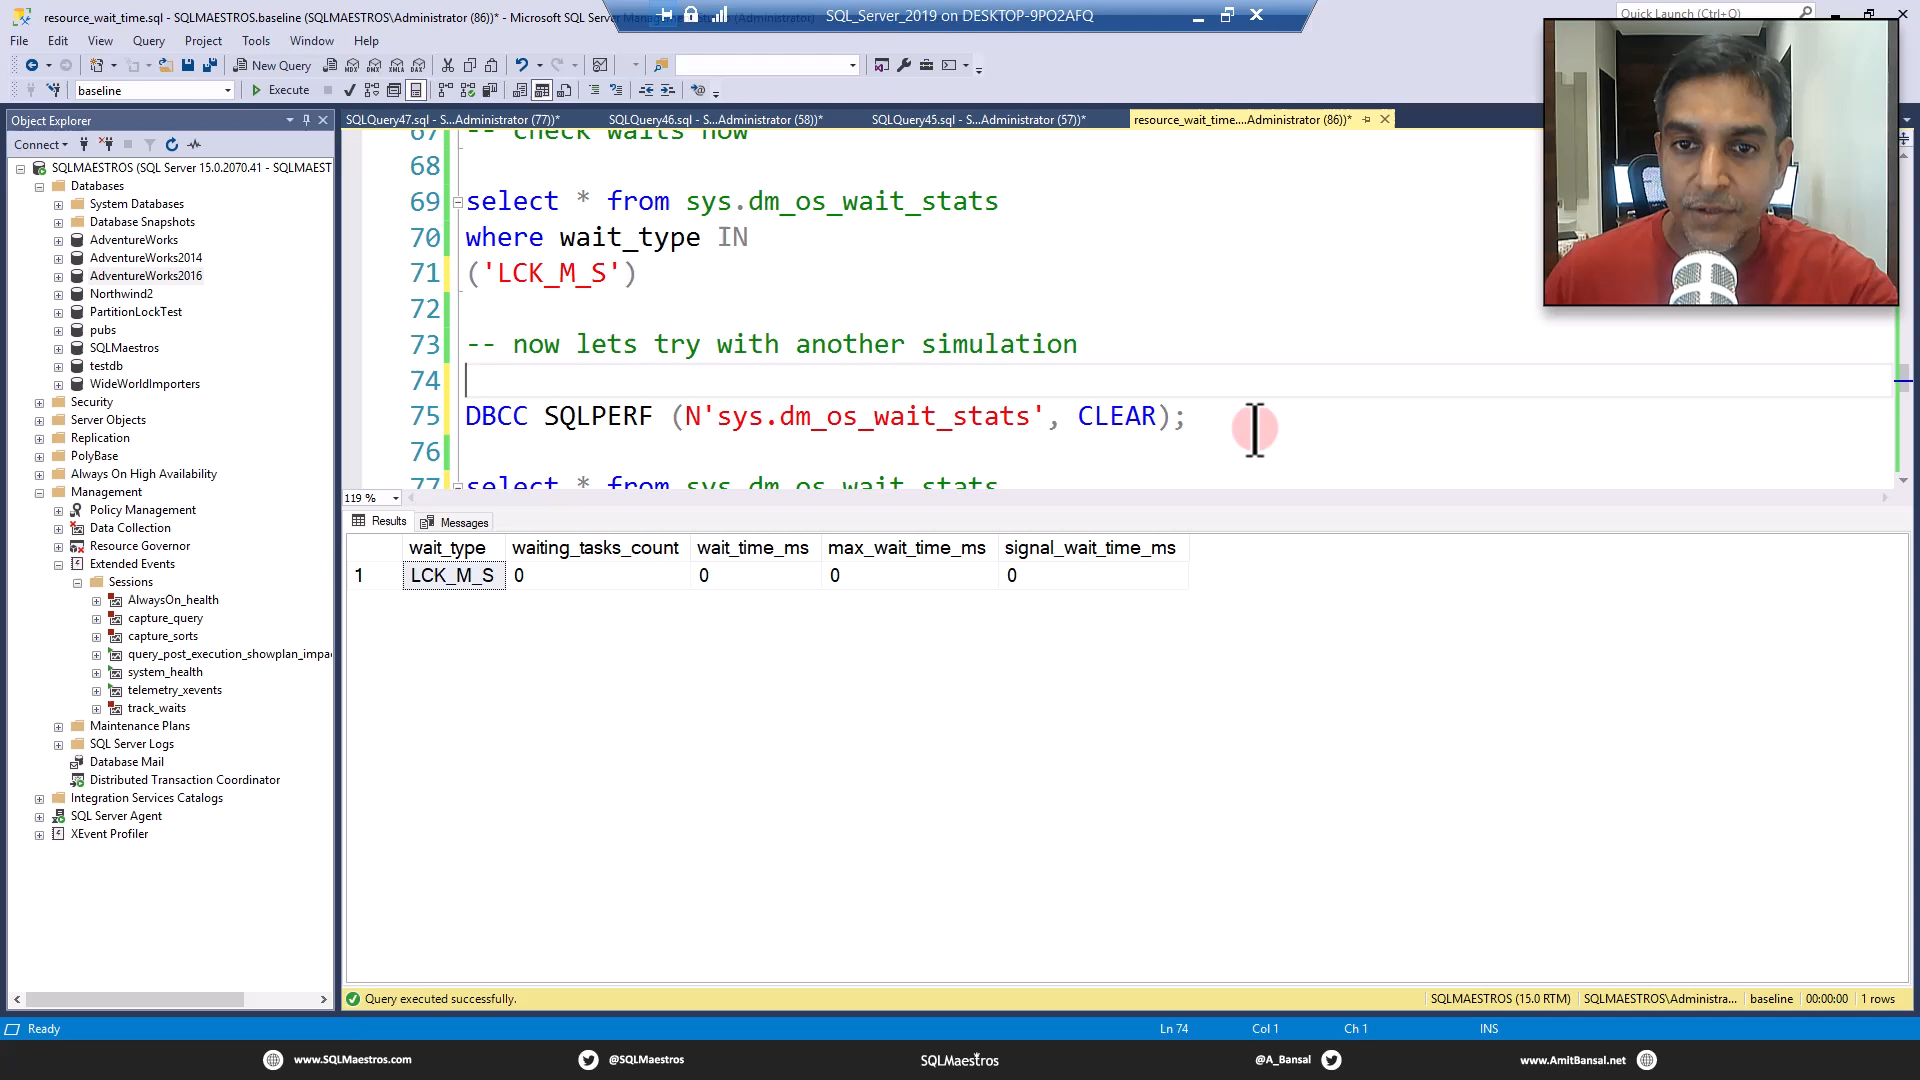 resource_wait_time.sql - SQLMAESTROS.baseline (SQLMAESTROS\Administrator (86))* - Microsoft SQL Server
SQL_Server_2019 on DESKTOP-9PO2AFQ
Quick Launch (Ctrl+Q)
File Edit View Query Project Tools Window Help
New Query
baseline
Execute
Object Explorer
SQLQuery47.sql - S...Administrator (77))* SQLQuery46.sql - S...Administrator (58))* SQLQuery45.sql - S...Administrator (57))* resource_wait_time....Administrator (86))*
Connect
SQLMAESTROS (SQL Server 15.0.2070.41 - SQLMAEST
Databases
System Databases
Database Snapshots
AdventureWorks
AdventureWorks2014
AdventureWorks2016
Northwind2
PartitionLockTest
pubs
SQLMaestros
testdb
WideWorldImporters
Security
Server Objects
Replication
PolyBase
Always On High Availability
Management
Policy Management
Data Collection
Resource Governor
Extended Events
Sessions
AlwaysOn_health
capture_query
capture_sorts
query_post_execution_showplan_impa
system_health
telemetry_xevents
track_waits
Maintenance Plans
SQL Server Logs
Database Mail
Distributed Transaction Coordinator
Integration Services Catalogs
SQL Server Agent
XEvent Profiler
67 -- check waits now
68
69 select * from sys.dm_os_wait_stats
70 where wait_type IN
71 ('LCK_M_S')
72
73 -- now lets try with another simulation
74
75 DBCC SQLPERF (N'sys.dm_os_wait_stats', CLEAR);
76
77 select * from sys.dm_os_wait_stats
119 %
Results Messages
wait_type waiting_tasks_count wait_time_ms max_wait_time_ms signal_wait_time_ms
1 LCK_M_S 0 0 0 0
Query executed successfully.
SQLMAESTROS (15.0 RTM) SQLMAESTROS\Administra... baseline 00:00:00 1 rows
Ready
Ln 74 Col 1 Ch 1 INS
www.SQLMaestros.com @SQLMaestros SQLMaestros @A_Bansal www.AmitBansal.net